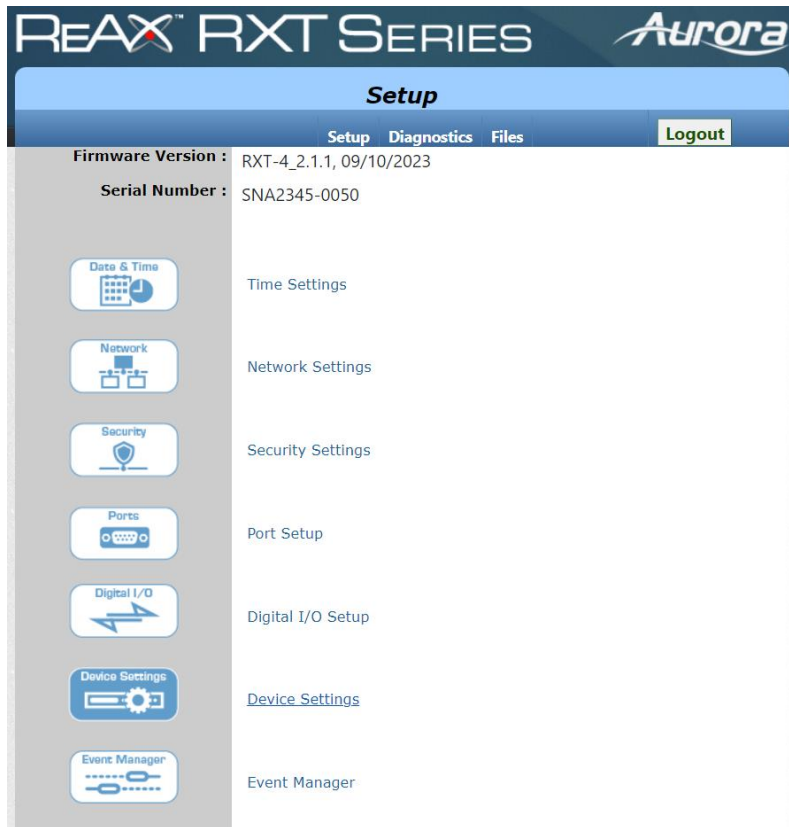 ReAX™ RXT Series Aurora
Setup
Setup Diagnostics Files Logout
Firmware Version : RXT-4_2.1.1, 09/10/2023
Serial Number : SNA2345-0050
Date & Time
Time Settings
Network
Network Settings
Security
Security Settings
Ports
Port Setup
Digital I/O
Digital I/O Setup
Device Settings
Device Settings
Event Manager
Event Manager